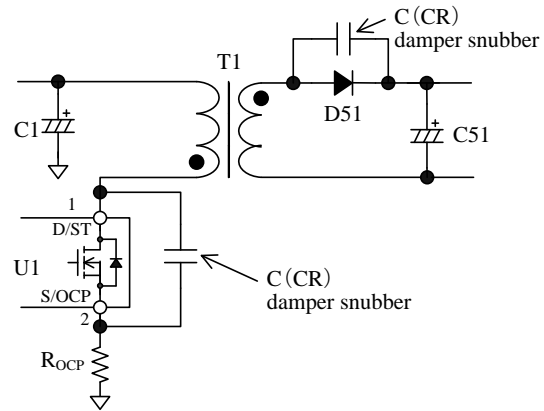 C(CR)
damper snubber
T1
D51
C1
C51
1
D/ST
U1
S/OCP
2
C(CR)
damper snubber
ROCP